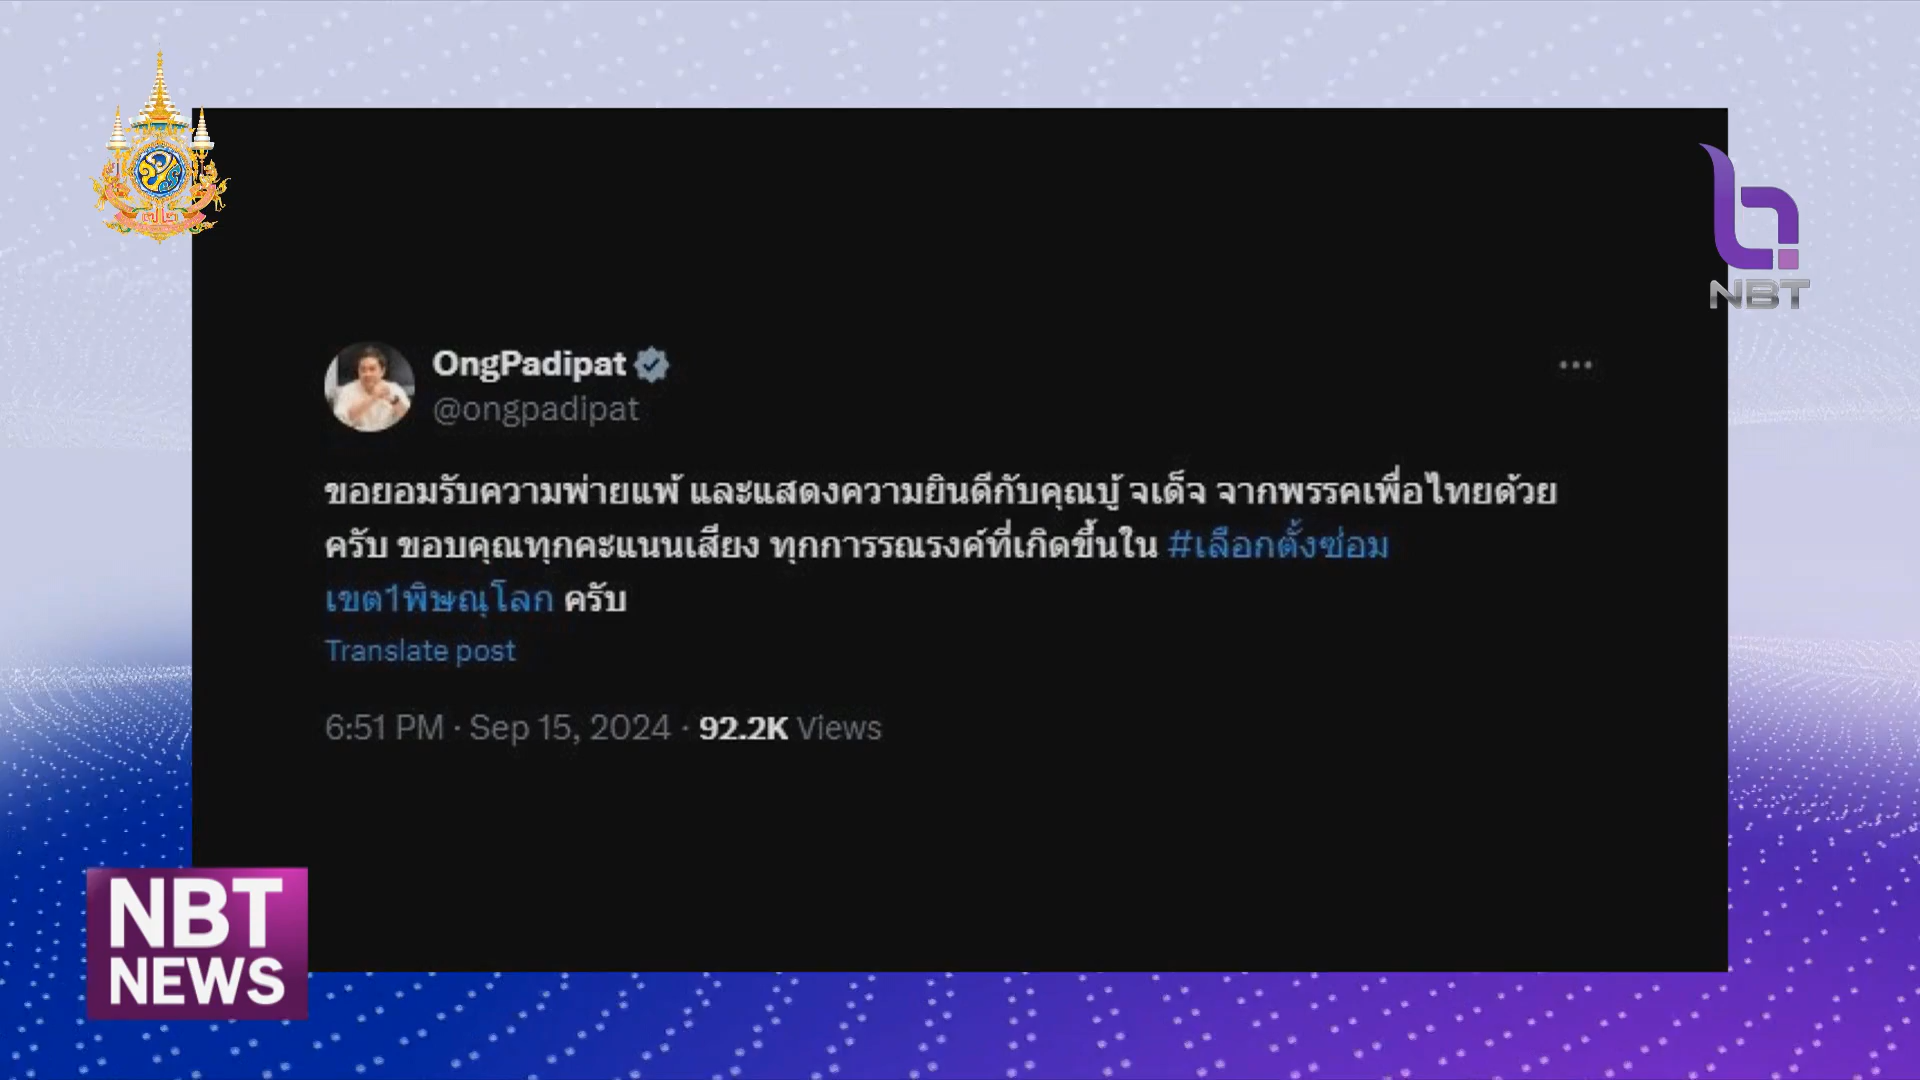 ๗๒
NBT
OngPadipat
@ongpadipat
ขอยอมรับความพ่ายแพ้ และแสดงความยินดีกับคุณบู้ จเด็จ จากพรรคเพื่อไทยด้วย
ครับ ขอบคุณทุกคะแนนเสียง ทุกการรณรงค์ที่เกิดขึ้นใน #เลือกตั้งซ่อม
เขต1พิษณุโลก ครับ
Translate post
6:51 PM · Sep 15, 2024 · 92.2K Views
NBT
NEWS